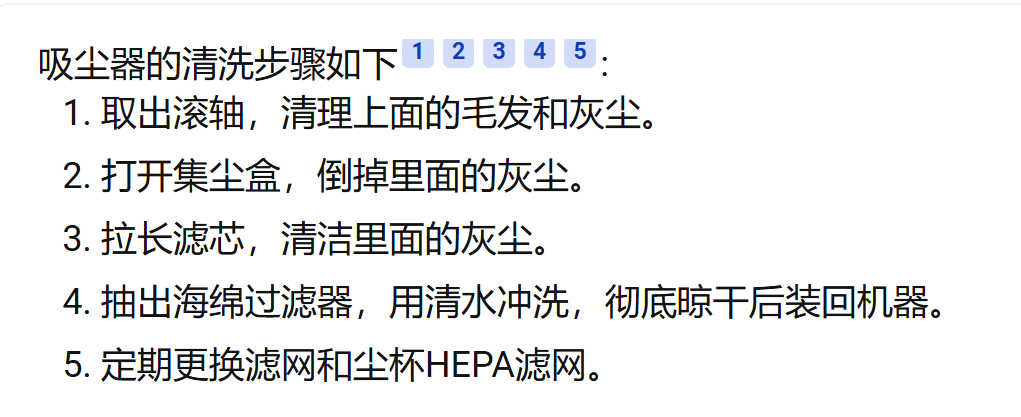 吸尘器的清洗步骤如下 1 2 3 4 5 :
1. 取出滚轴，清理上面的毛发和灰尘。
2. 打开集尘盒，倒掉里面的灰尘。
3. 拉长滤芯，清洁里面的灰尘。
4. 抽出海绵过滤器，用清水冲洗，彻底晾干后装回机器。
5. 定期更换滤网和尘杯HEPA滤网。